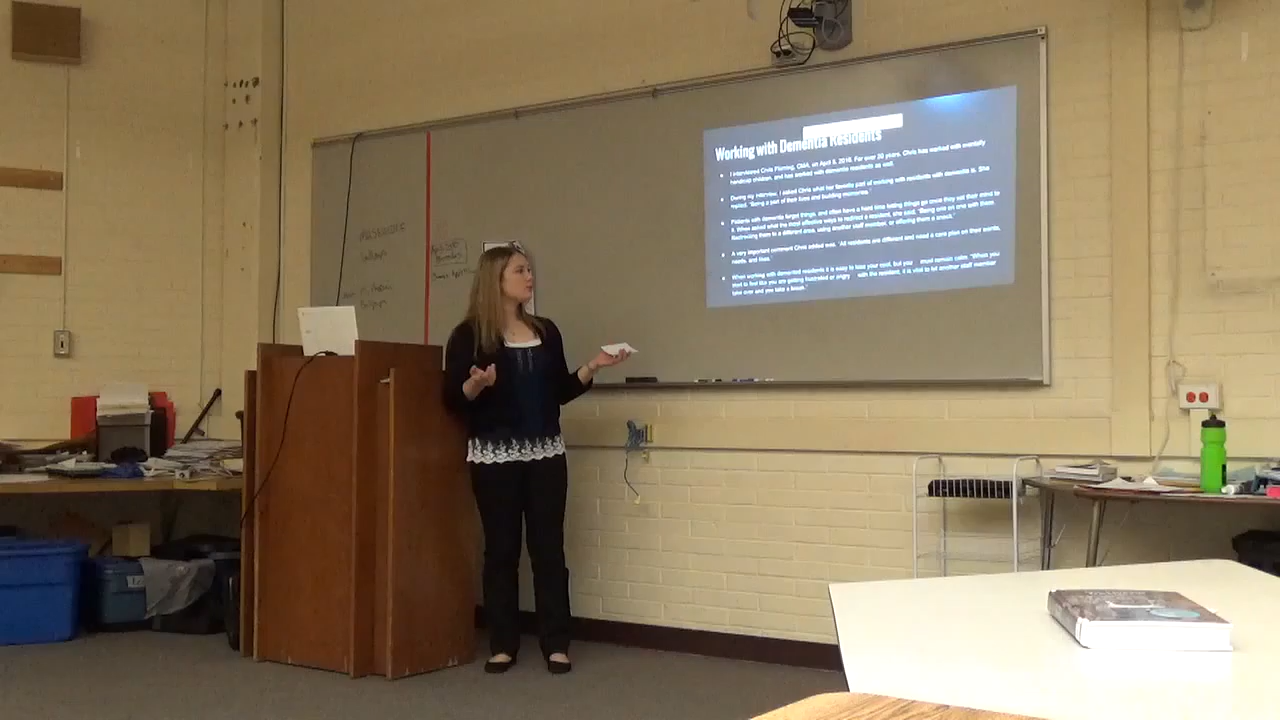 Working with Dementia Residents
I interviewed Chris Fleming, CMA, on April 5, 2016. For over 20 years, Chris has worked with mentally
handicap children, and has worked with dementia residents as well.
During my interview, I asked Chris what her favorite part of working with residents with dementia is. She
replied, "Being a part of their lives and building memories."
Patients with dementia forget things, and often have a hard time letting things go once they set their mind to
it. When asked what the most effective ways to redirect a resident, she said, "Being one on one with them.
Redirecting them to a different area, using another staff member, or offering them a snack."
A very important comment Chris added was, "All residents are different and need a care plan on their wants,
needs, and lives."
When working with demented residents it is easy to lose your cool, but you must remain calm. "When you
start to feel like you are getting frustrated or angry with the resident, it is vital to let another staff member
take over and you take a break."